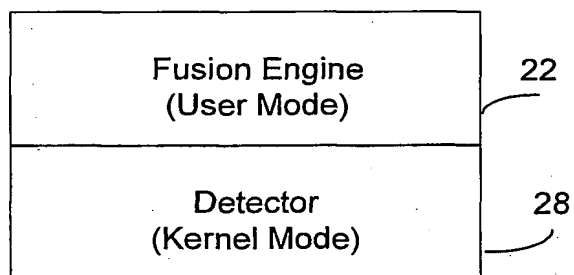 Fusion Engine
(User Mode)
22
Detector
(Kernel Mode)
28